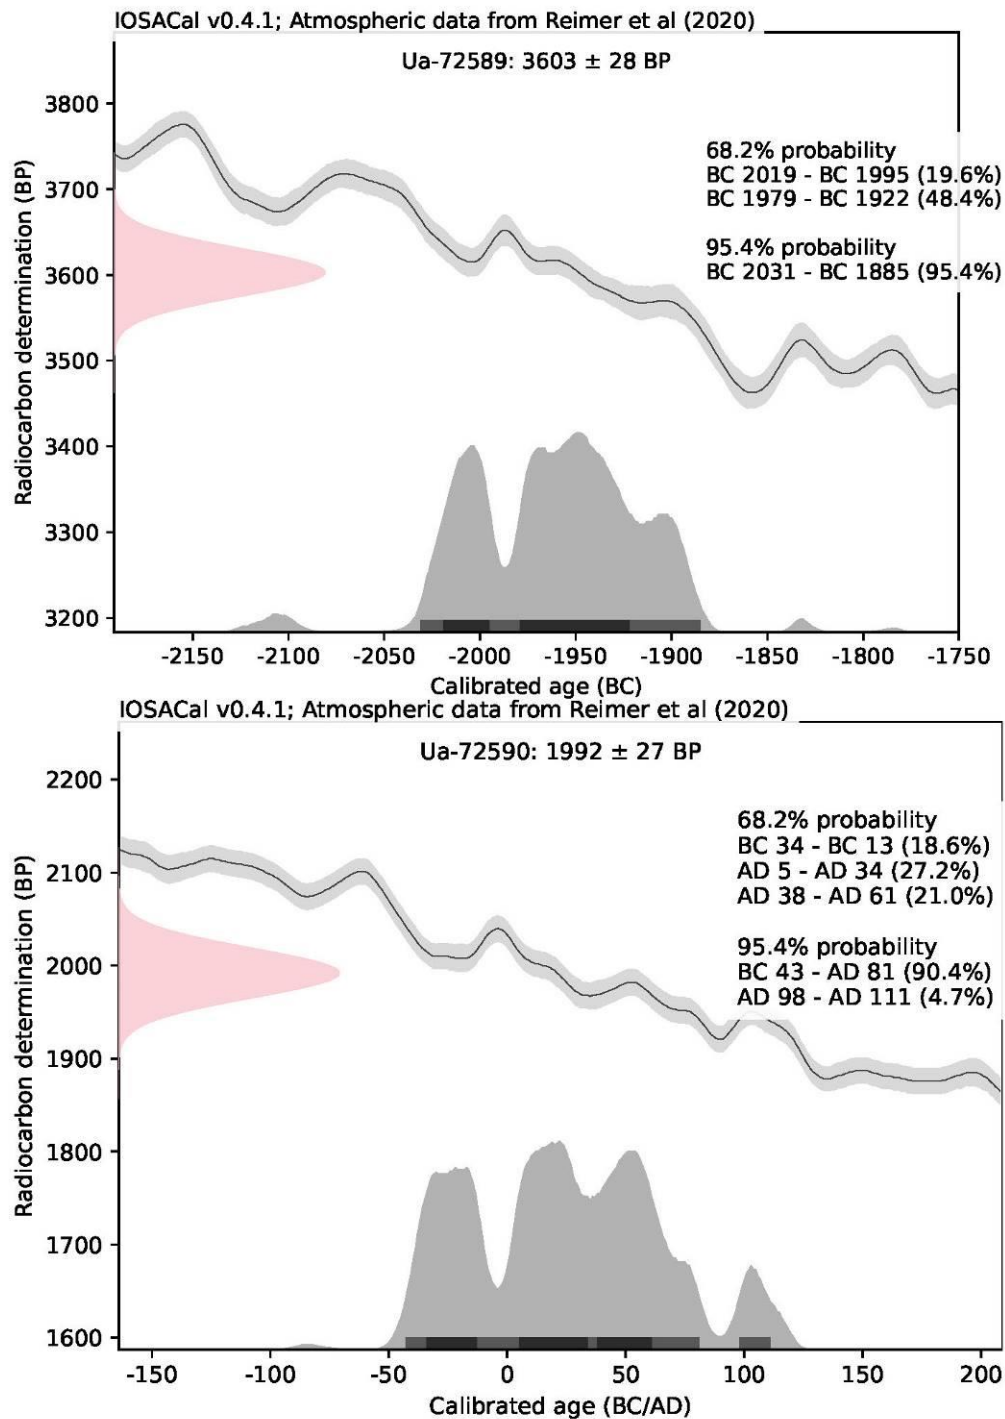 IOSACal v0.4.1; Atmospheric data from Reimer et al (2020)
Ua-72589: 3603 ± 28 BP
68.2% probability
BC 2019 - BC 1995 (19.6%)
BC 1979 - BC 1922 (48.4%)
95.4% probability
BC 2031 - BC 1885 (95.4%)
Radiocarbon determination (BP)
3800
3700
3600
3500
3400
3300
3200
-2150 -2100 -2050 -2000 -1950 -1900 -1850 -1800 -1750
Calibrated age (BC)
IOSACal v0.4.1; Atmospheric data from Reimer et al (2020)
Ua-72590: 1992 ± 27 BP
68.2% probability
BC 34 - BC 13 (18.6%)
AD 5 - AD 34 (27.2%)
AD 38 - AD 61 (21.0%)
95.4% probability
BC 43 - AD 81 (90.4%)
AD 98 - AD 111 (4.7%)
Radiocarbon determination (BP)
2200
2100
2000
1900
1800
1700
1600
-150 -100 -50 0 50 100 150 200
Calibrated age (BC/AD)